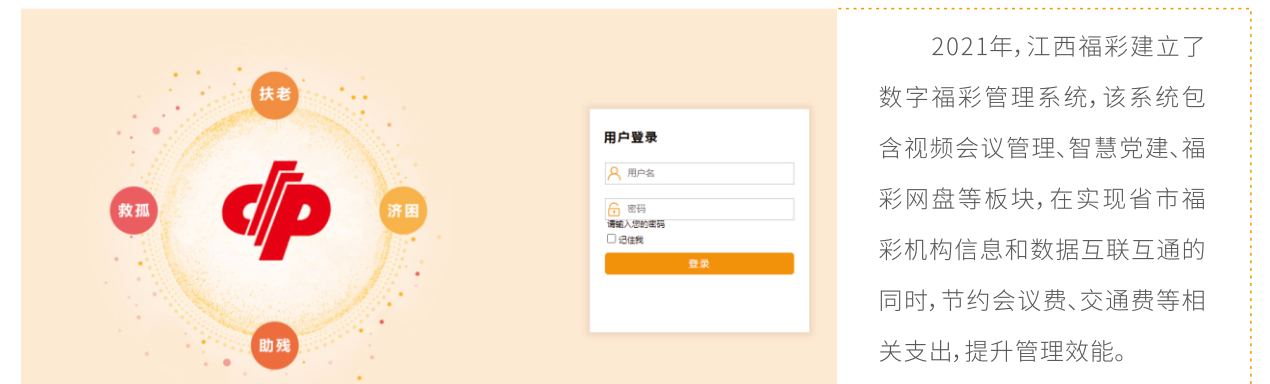 扶老
救孤
济困
助残
用户登录
用户名
密码
请输入您的密码
记住我
登录
2021年,江西福彩建立了
数字福彩管理系统,该系统包
含视频会议管理、智慧党建、福
彩网盘等板块,在实现省市福
彩机构信息和数据互联互通的
同时,节约会议费、交通费等相
关支出,提升管理效能。